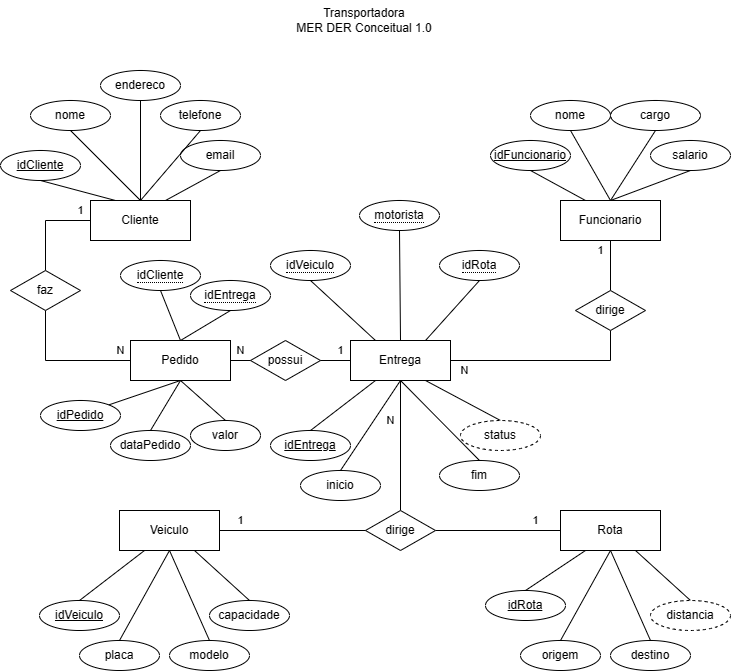 Transportadora
MER DER Conceitual 1.0
endereco
nome
telefone
idCliente
email
Cliente
1
faz
N
nome
cargo
idFuncionario
salario
Funcionario
1
dirige
N
motorista
idVeiculo
idRota
idCliente
idEntrega
Pedido
N
possui
1
Entrega
idPedido
dataPedido
valor
idEntrega
inicio
N
fim
status
Veiculo
1
dirige
1
Rota
idVeiculo
placa
modelo
capacidade
idRota
origem
destino
distancia